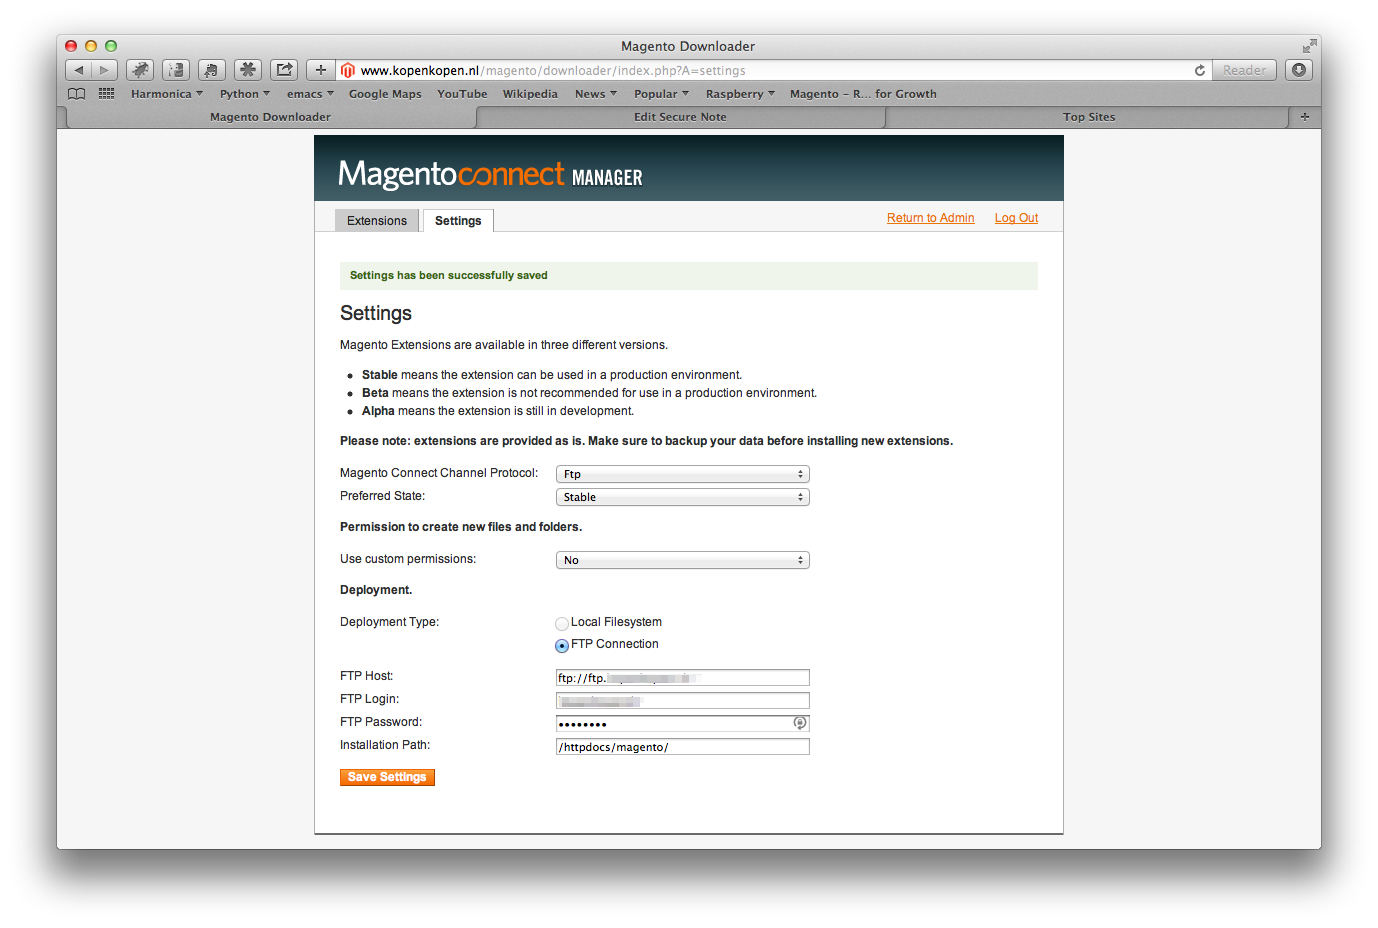 Magento Downloader
www.kopenkopen.nl/magento/downloader/index.php?A=settings
Reader
Harmonica Python emacs Google Maps YouTube Wikipedia News Popular Raspberry Magento – R... for Growth
Magento Downloader Edit Secure Note Top Sites
Magentoconnect MANAGER
Extensions Settings Return to Admin Log Out
Settings has been successfully saved
Settings
Magento Extensions are available in three different versions.
• Stable means the extension can be used in a production environment.
• Beta means the extension is not recommended for use in a production environment.
• Alpha means the extension is still in development.
Please note: extensions are provided as is. Make sure to backup your data before installing new extensions.
Magento Connect Channel Protocol: Ftp
Preferred State: Stable
Permission to create new files and folders.
Use custom permissions: No
Deployment.
Deployment Type: Local Filesystem
FTP Connection
FTP Host: ftp://ftp.
FTP Login:
FTP Password: ••••••••
Installation Path: /httpdocs/magento/
Save Settings